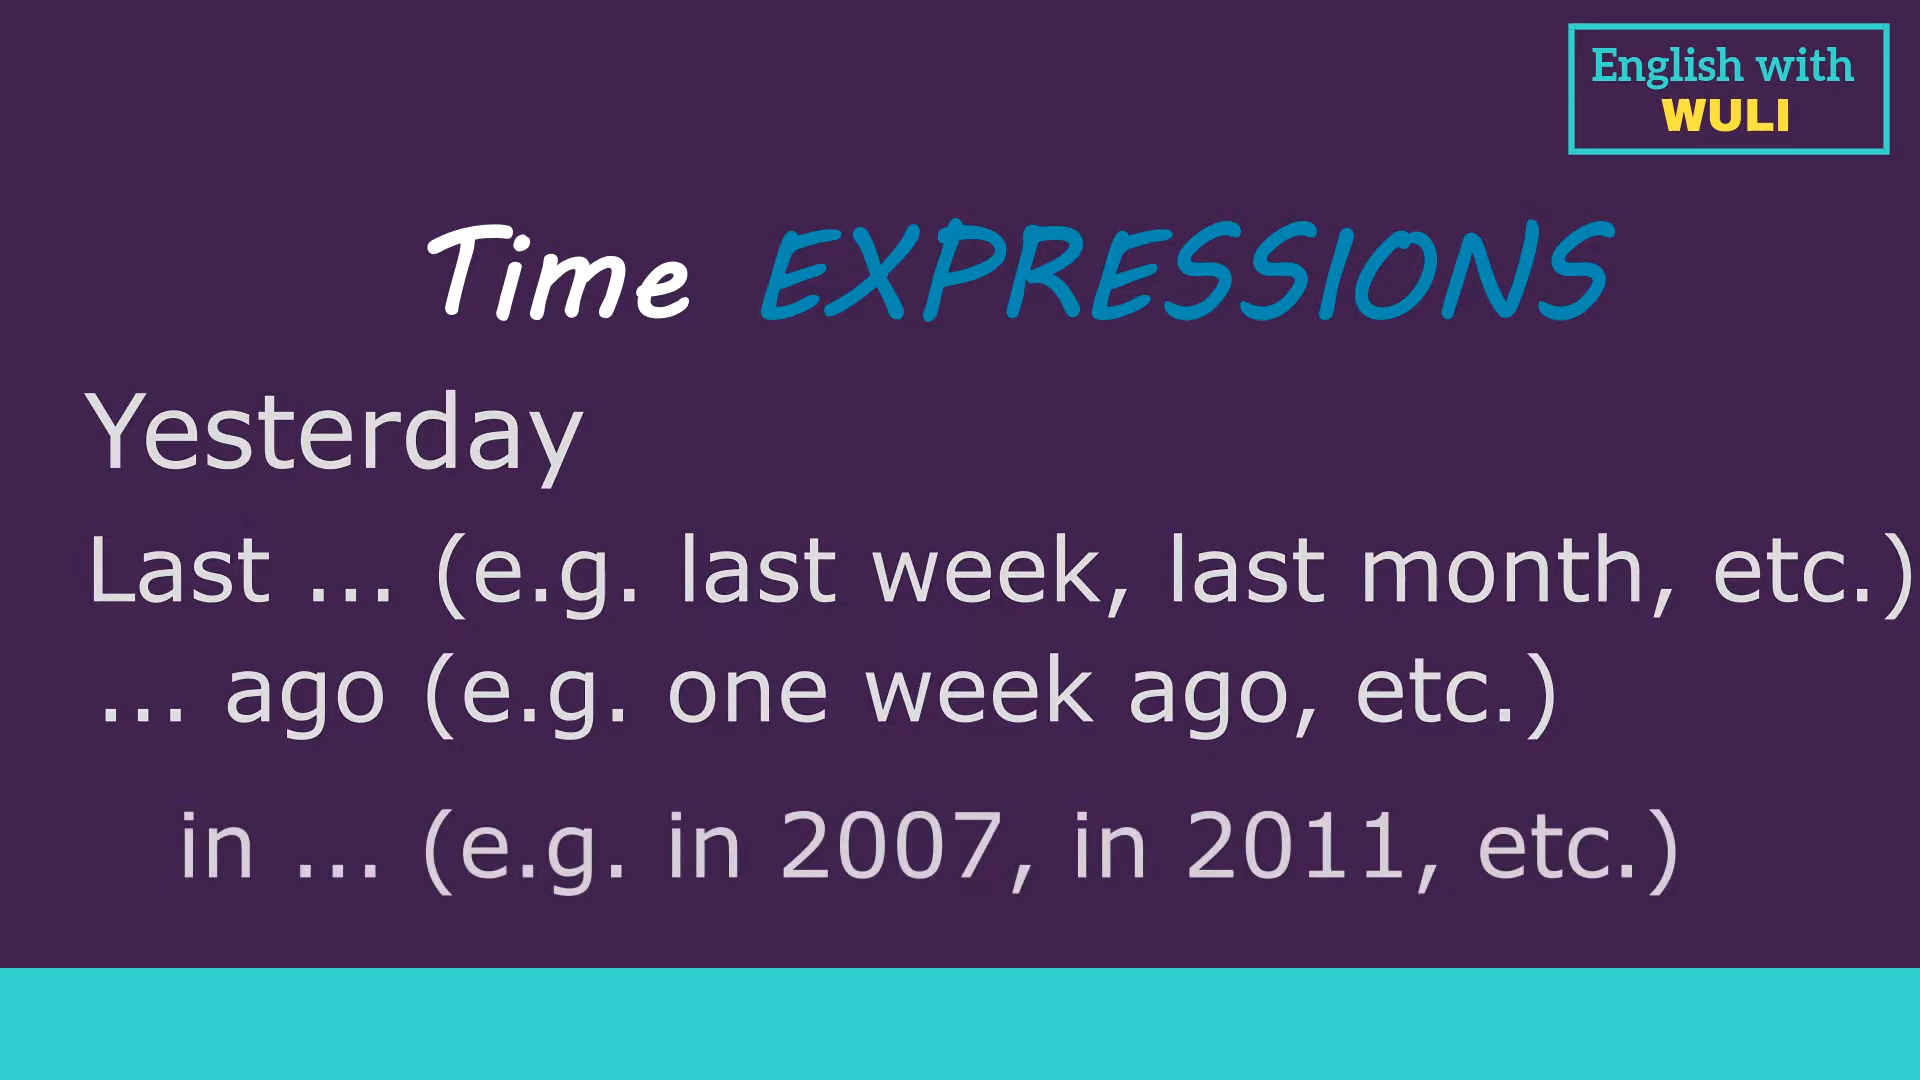 English with
WULI
Time EXPRESSIONS
Yesterday
Last ... (e.g. last week, last month, etc.)
... ago (e.g. one week ago, etc.)
in ... (e.g. in 2007, in 2011, etc.)